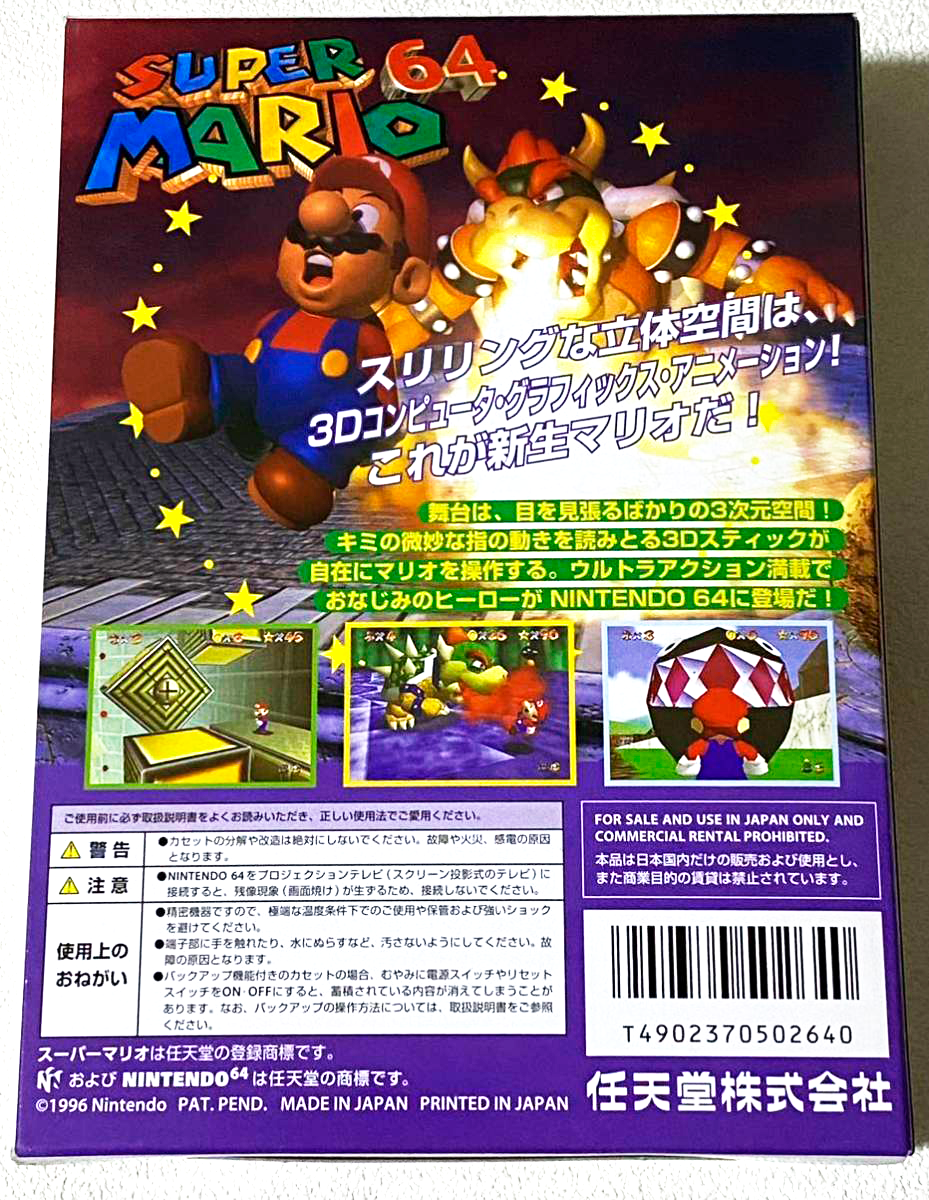 SUPER
MARIO 64
スリリングな立体空間は、
3Dコンピュータ・グラフィックス・アニメーション!
これが新生マリオだ!
舞台は、目を見張るばかりの3次元空間!
キミの微妙な指の動きを読みとる3Dスティックが
自在にマリオを操作する。ウルトラアクション満載で
おなじみのヒーローが NINTENDO 64に登場だ!
ご使用前に必ず取扱説明書をよくお読みいただき、正しい使用法でご愛用ください。
警告
●カセットの分解や改造は絶対にしないでください。故障や火災、感電の原因
となります。
注意
●NINTENDO 64をプロジェクションテレビ(スクリーン投影式のテレビ)に
接続すると、残像現象(画面焼け)が生ずるため、接続しないでください。
使用上の
おねがい
●精密機器ですので、極端な温度条件下でのご使用や保管および強いショック
を避けてください。
●端子部に手を触れたり、水にぬらすなど、汚さないようにしてください。故
障の原因となります。
●バックアップ機能付きのカセットの場合、むやみに電源スイッチやリセット
スイッチをON・OFFにすると、蓄積されている内容が消えてしまうことが
あります。なお、バックアップの操作方法については、取扱説明書をご参照
ください。
FOR SALE AND USE IN JAPAN ONLY AND
COMMERCIAL RENTAL PROHIBITED.
本品は日本国内だけの販売および使用とし、
また商業目的の賃貸は禁止されています。
T4902370502640
スーパーマリオは任天堂の登録商標です。
および NINTENDO64 は任天堂の商標です。
©1996 Nintendo PAT. PEND. MADE IN JAPAN PRINTED IN JAPAN
任天堂株式会社